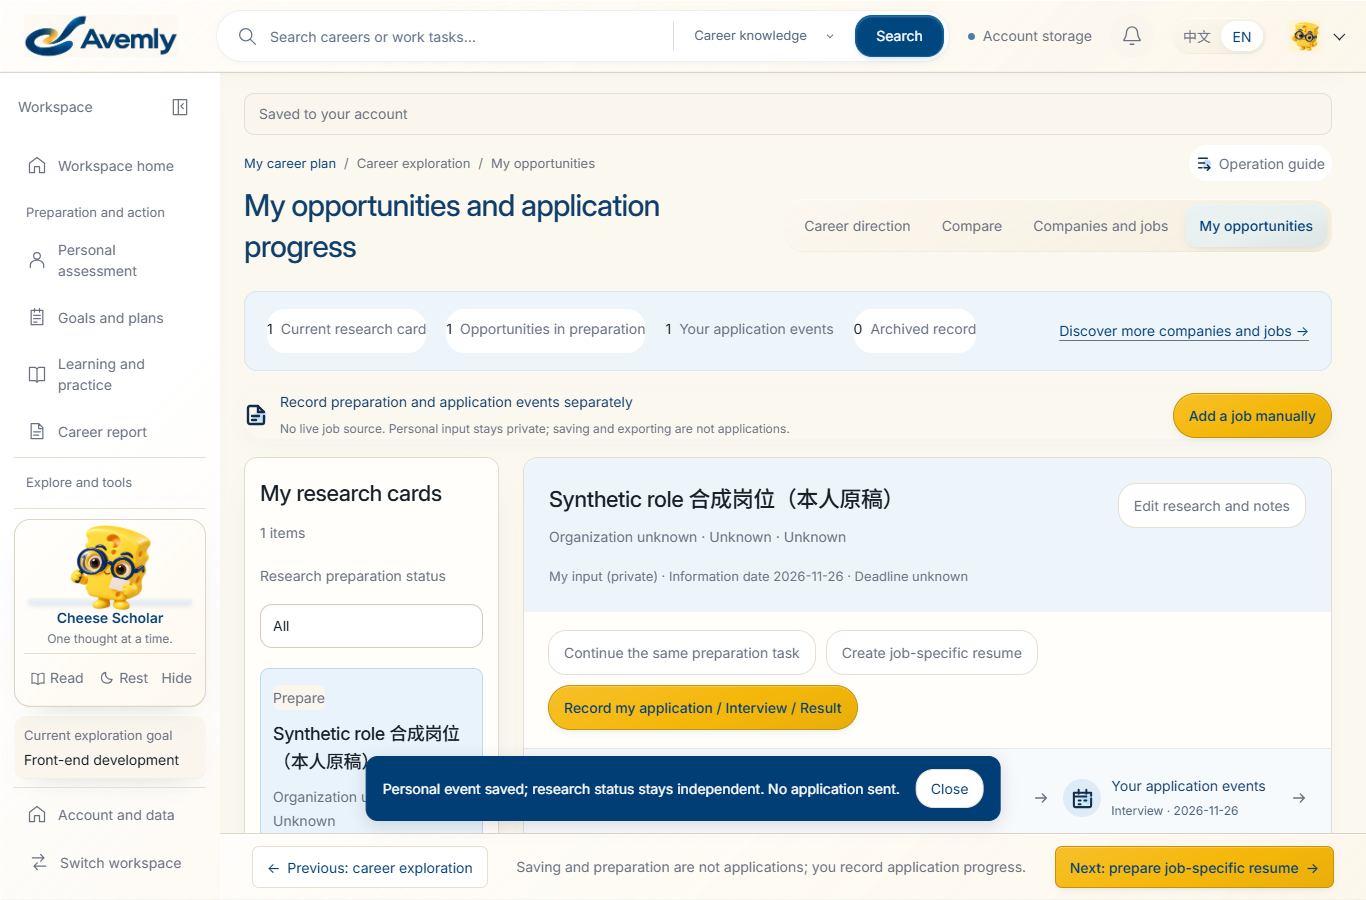 Avemly
Search careers or work tasks...
Career knowledge
Search
Account storage
中文
EN
Workspace
Workspace home
Preparation and action
Personal
assessment
Goals and plans
Learning and
practice
Career report
Explore and tools
Cheese Scholar
One thought at a time.
Read
Rest
Hide
Current exploration goal
Front-end development
Account and data
Switch workspace
Saved to your account
My career plan / Career exploration / My opportunities
Operation guide
My opportunities and application
progress
Career direction
Compare
Companies and jobs
My opportunities
1 Current research card
1 Opportunities in preparation
1 Your application events
0 Archived record
Discover more companies and jobs →
Record preparation and application events separately
No live job source. Personal input stays private; saving and exporting are not applications.
Add a job manually
My research cards
1 items
Research preparation status
All
Prepare
Synthetic role 合成岗位
（本人原稿）
Organization
Unknown
Synthetic role 合成岗位（本人原稿）
Organization unknown · Unknown · Unknown
My input (private) · Information date 2026-11-26 · Deadline unknown
Edit research and notes
Continue the same preparation task
Create job-specific resume
Record my application / Interview / Result
→
Your application events
Interview · 2026-11-26
→
Personal event saved; research status stays independent. No application sent.
Close
← Previous: career exploration
Saving and preparation are not applications; you record application progress.
Next: prepare job-specific resume →